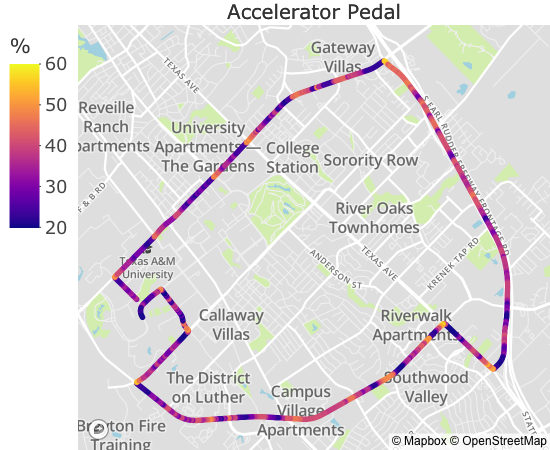 Accelerator Pedal
%
60
50
40
30
20
Gateway
Villas
TEXAS AVE
Reveille
Ranch
partments
University
Apartments—
The Gardens
College
Station
Sorority Row
S EARL RUDDER FREEWAY FRONTAGE RD
F & B RD
River Oaks
Townhomes
Texas A&M
University
ANDERSON ST
TEXAS AVE
KRENEK TAP RD
Callaway
Villas
Riverwalk
Apartments
The District
on Luther
Campus
Village
Apartments
Southwood
Valley
STAT
Brayton Fire
Training
© Mapbox © OpenStreetMap